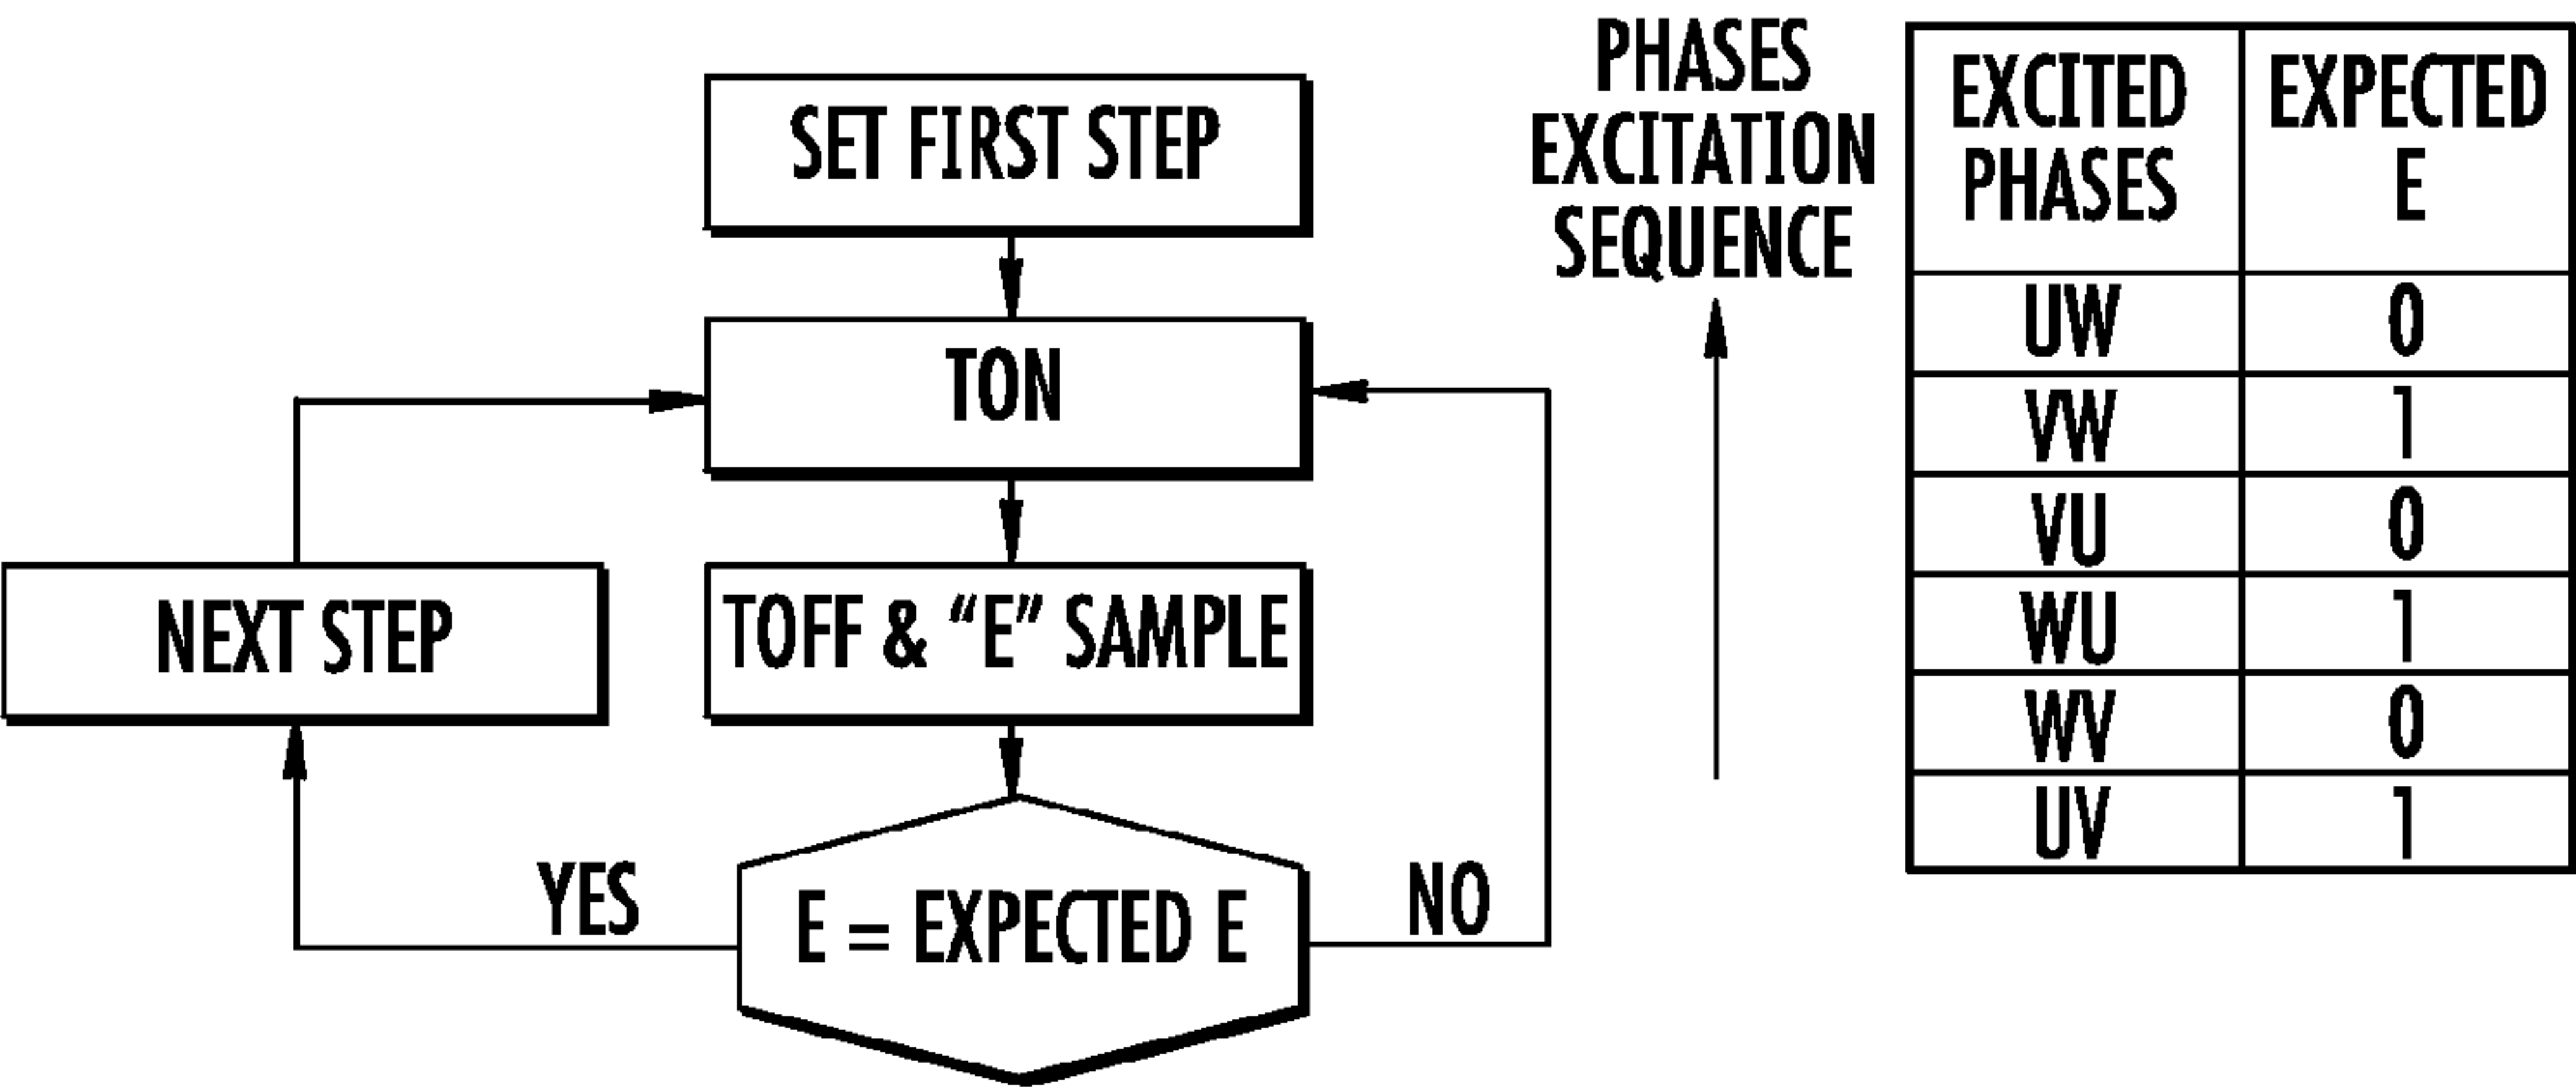 SET FIRST STEP
TON
TOFF & “E” SAMPLE
NEXT STEP
E = EXPECTED E
YES
NO
PHASES
EXCITATION
SEQUENCE
EXCITED PHASES
EXPECTED E
UW 0
VW 1
VU 0
WU 1
WV 0
UV 1